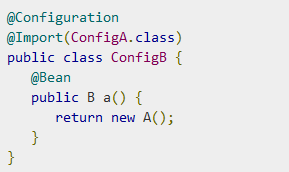 @Configuration
@Import(ConfigA.class)
public class ConfigB {
   @Bean
   public B a() {
      return new A();
   }
}